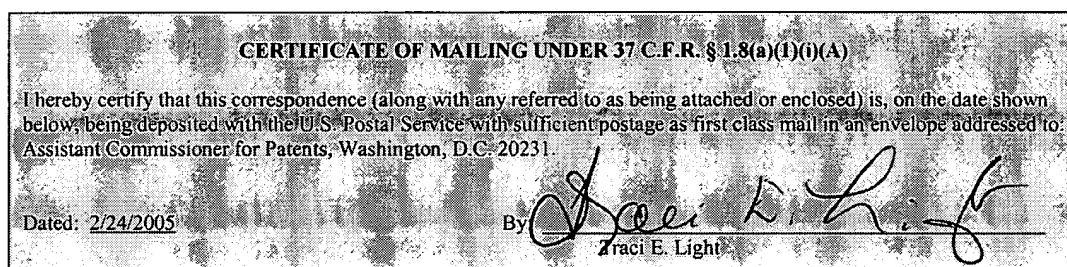 CERTIFICATE OF MAILING UNDER 37 C.F.R. § 1.8(a)(1)(i)(A)
I hereby certify that this correspondence (along with any referred to as being attached or enclosed) is, on the date shown
below, being deposited with the U.S. Postal Service with sufficient postage as first class mail in an envelope addressed to:
Assistant Commissioner for Patents, Washington, D.C. 20231.
Dated: 2/24/2005 By Traci E. Light
Traci E. Light